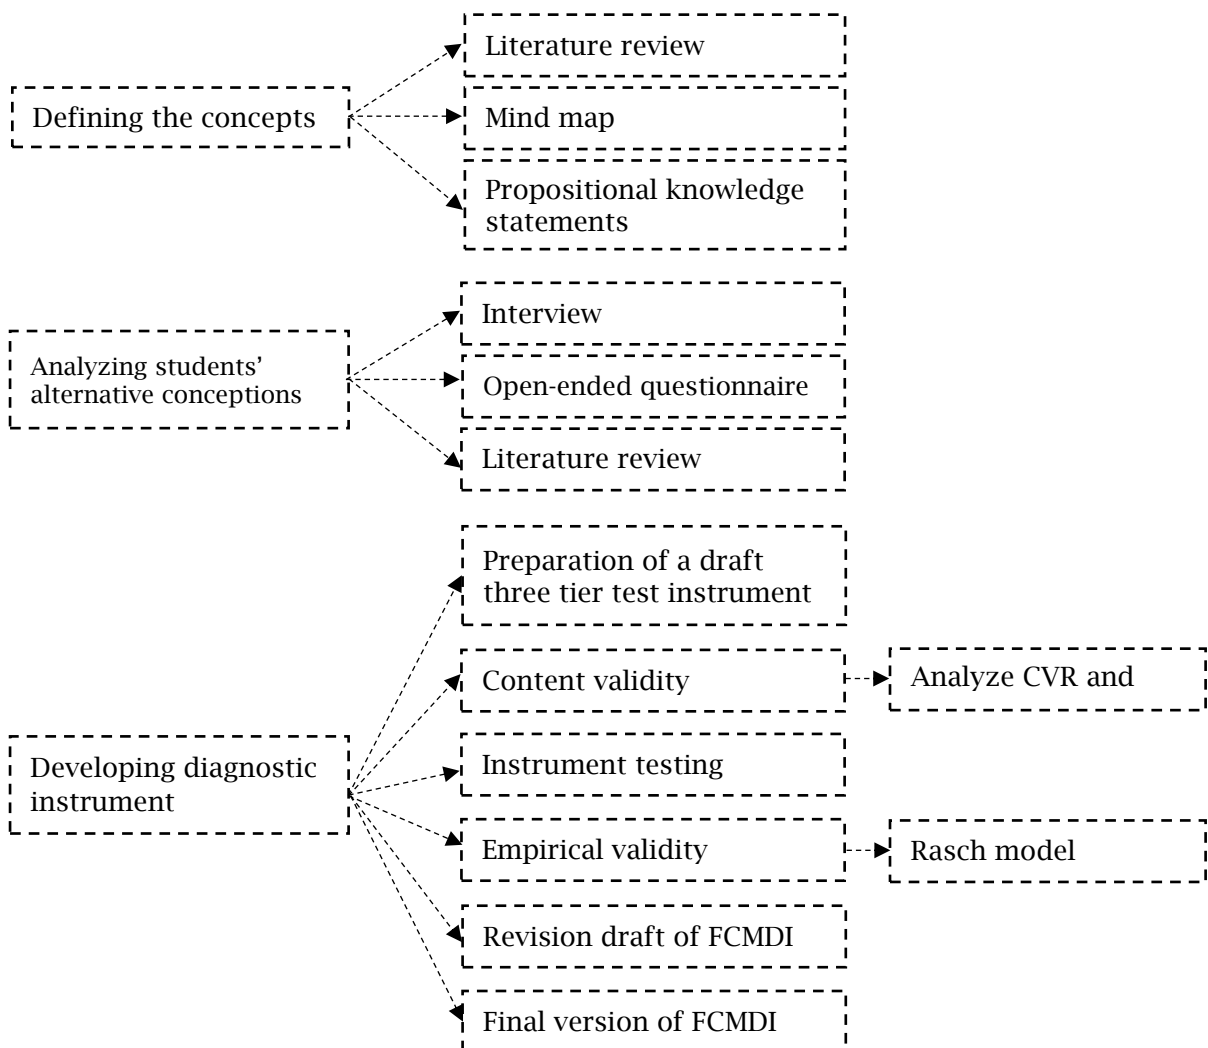 Defining the concepts
Literature review
Mind map
Propositional knowledge
statements
Analyzing students’
alternative conceptions
Interview
Open-ended questionnaire
Literature review
Developing diagnostic
instrument
Preparation of a draft
three tier test instrument
Content validity
Analyze CVR and
Instrument testing
Empirical validity
Rasch model
Revision draft of FCMDI
Final version of FCMDI